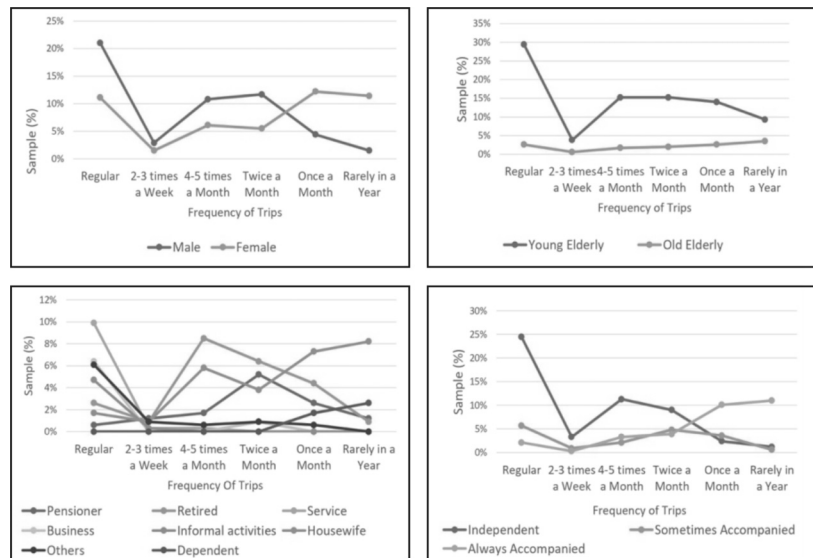 25%
20%
15%
10%
5%
0%
Sample (%)
Regular
2-3 times
a Week
4-5 times
a Month
Twice a
Month
Once a
Month
Rarely in a
Year
Frequency of Trips
Male Female
35%
30%
25%
20%
15%
10%
5%
0%
Sample (%)
Regular
2-3 times
a Week
4-5 times
a Month
Twice a
Month
Once a
Month
Rarely in
a Year
Frequency of Trips
Young Elderly Old Elderly
12%
10%
8%
6%
4%
2%
0%
Sample (%)
Regular
2-3 times
a Week
4-5 times
a Month
Twice a
Month
Once a
Month
Rarely in
a Year
Frequency Of Trips
Pensioner Retired Service
Business Informal activities Housewife
Others Dependent
30%
25%
20%
15%
10%
5%
0%
Sample (%)
Regular
2-3 times
a Week
4-5 times
a Month
Twice a
Month
Once a
Month
Rarely in
a Year
Frequency of Trips
Independent Sometimes Accompanied
Always Accompanied